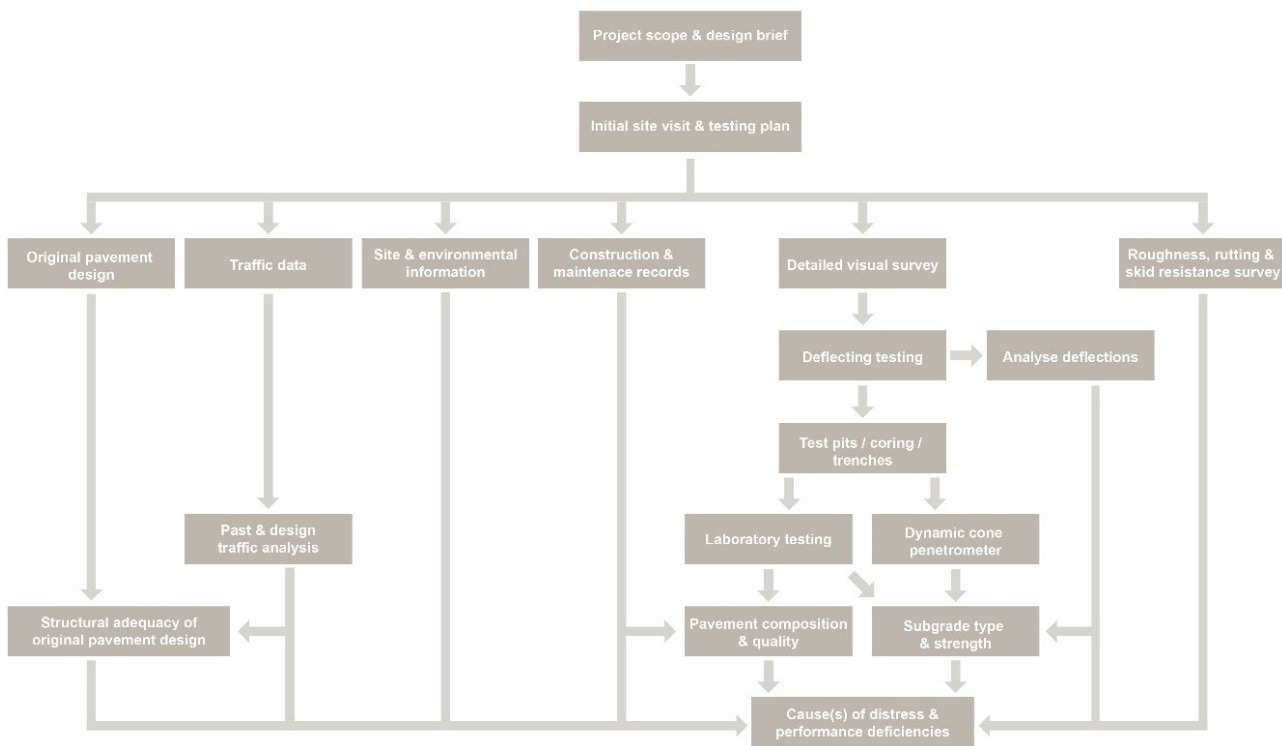 Project scope & design brief
Initial site visit & testing plan
Original pavement
design
Traffic data
Site & environmental
information
Construction &
maintenace records
Detailed visual survey
Roughness, rutting &
skid resistance survey
Deflecting testing
Analyse deflections
Test pits / coring /
trenches
Past & design
traffic analysis
Laboratory testing
Dynamic cone
penetrometer
Structural adequacy of
original pavement design
Pavement composition
& quality
Subgrade type
& strength
Cause(s) of distress &
performance deficiencies